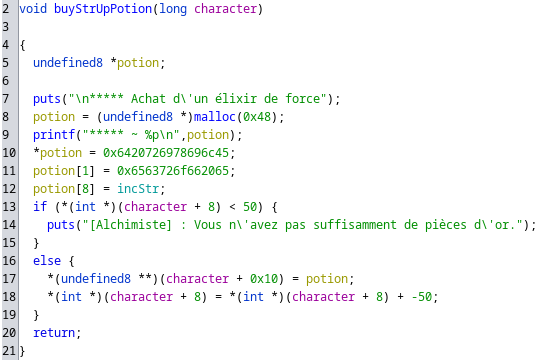 2 void buyStrUpPotion(long character)
3
4 {
5 undefined8 *potion;
6
7 puts("\n***** Achat d\'un élixir de force");
8 potion = (undefined8 *)malloc(0x48);
9 printf("***** ~ %p\n",potion);
10 *potion = 0x6420726978696c45;
11 potion[1] = 0x6563726f662065;
12 potion[8] = incStr;
13 if (*(int *)(character + 8) < 50) {
14 puts("[Alchimiste] : Vous n\'avez pas suffisamment de pièces d\'or.");
15 }
16 else {
17 *(undefined8 **)(character + 0x10) = potion;
18 *(int *)(character + 8) = *(int *)(character + 8) + -50;
19 }
20 return;
21 }